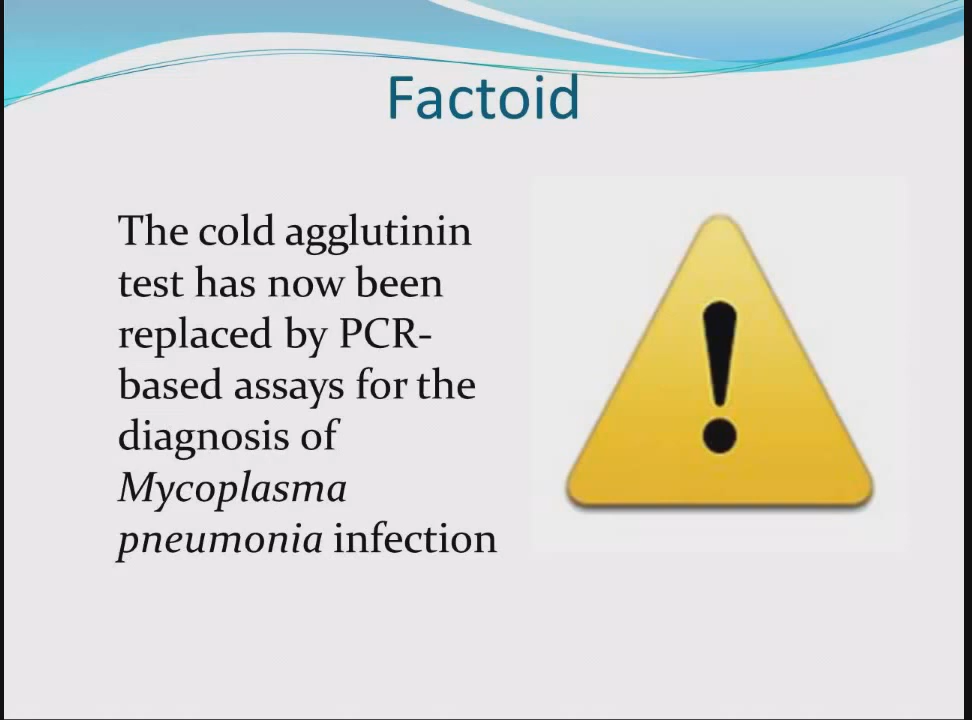 Factoid
The cold agglutinin
test has now been
replaced by PCR-
based assays for the
diagnosis of
Mycoplasma
pneumonia infection